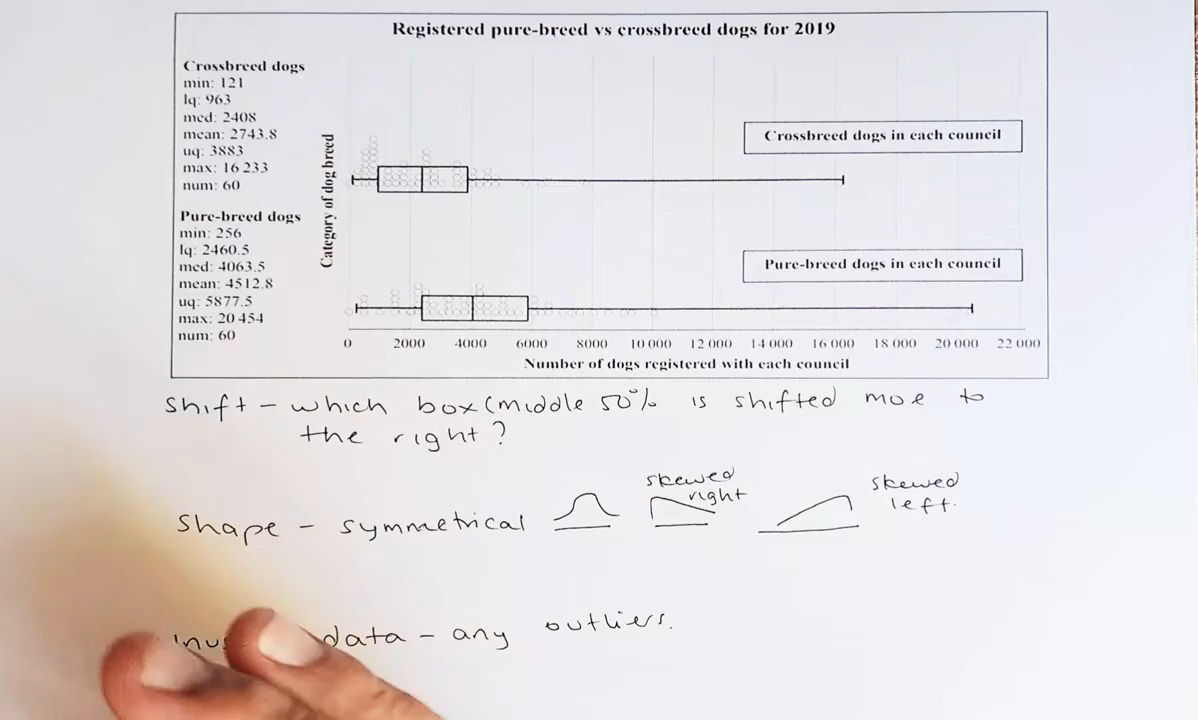 Registered pure-breed vs crossbreed dogs for 2019
Crossbreed dogs
min: 121
lq: 963
med: 2408
mean: 2743.8
uq: 3883
max: 16 233
num: 60
Pure-breed dogs
min: 256
lq: 2460.5
med: 4063.5
mean: 4512.8
uq: 5877.5
max: 20 454
num: 60
Category of dog breed
Crossbreed dogs in each council
Pure-breed dogs in each council
0 2000 4000 6000 8000 10 000 12 000 14 000 16 000 18 000 20 000 22 000
Number of dogs registered with each council
Shift - which box (middle 50% is shifted moe to
the right?
Shape - symmetrical
skewed
right
skewed
left.
data - any outliers.